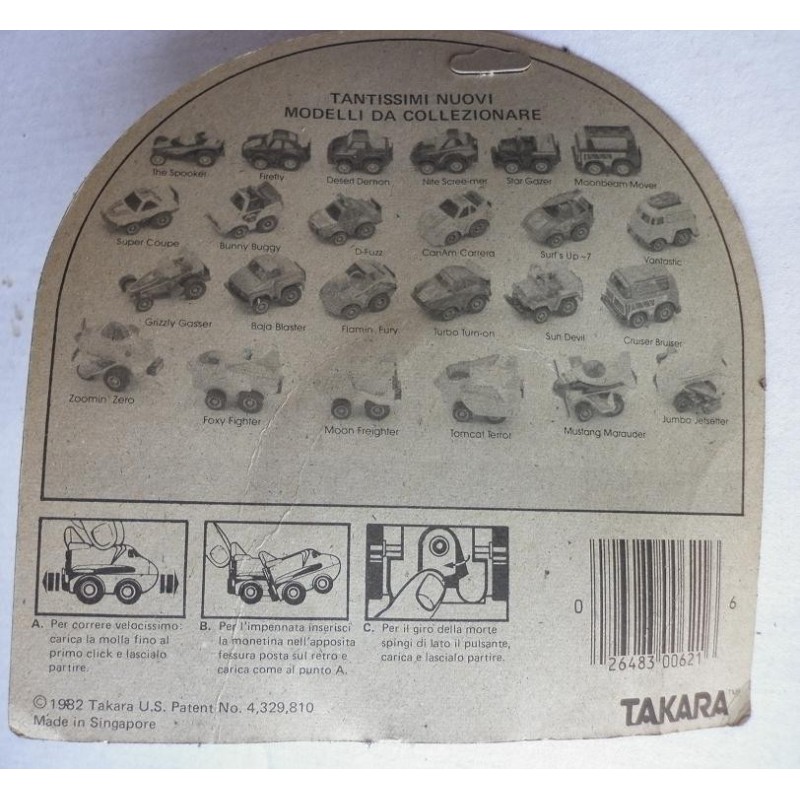 TANTISSIMI NUOVI
MODELLI DA COLLEZIONARE
The Spooker Firefly Desert Demon Nite Scree-mer Star Gazer Moonbeam Mover
Super Coupe Bunny Buggy D-Fuzz CanAm Carrera Surf's Up-7 Vantastic
Grizzly Gasser Baja Blaster Flamin' Fury Turbo Turn-on Sun Devil Cruiser Bruiser
Zoomin' Zero Foxy Fighter Moon Freighter Tomcat Terror Mustang Marauder Jumbo Jetsetter
A. Per correre velocissimo:
carica la molla fino al
primo click e lascialo
partire.
B. Per l'impennata inserisci
la monetina nell'apposita
fessura posta sul retro e
carica come al punto A.
C. Per il giro della morte
spingi di lato il pulsante,
carica e lascialo partire.
0 26483 00621 6
©1982 Takara U.S. Patent No. 4,329,810
Made in Singapore
TAKARA™